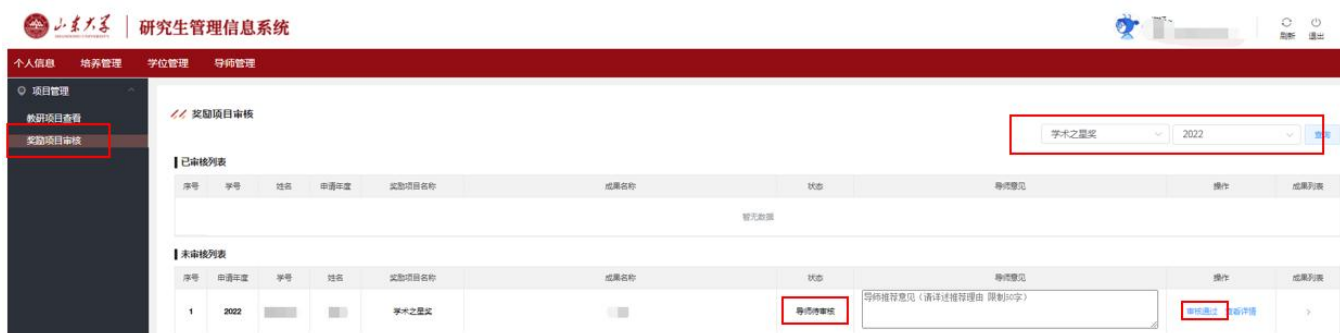 山东大学 研究生管理信息系统
刷新 退出
个人信息 培养管理 学位管理 导师管理
项目管理
教研项目查看
奖励项目审核
奖励项目审核
学术之星奖 2022 查询
已审核列表
序号 学号 姓名 申请年度 奖励项目名称 成果名称 状态 导师意见 操作 成果列表
暂无数据
未审核列表
序号 申请年度 学号 姓名 奖励项目名称 成果名称 状态 导师意见 操作 成果列表
1 2022 学术之星奖 导师待审核 导师推荐意见（请详述推荐理由 限制50字） 审核通过 查看详情